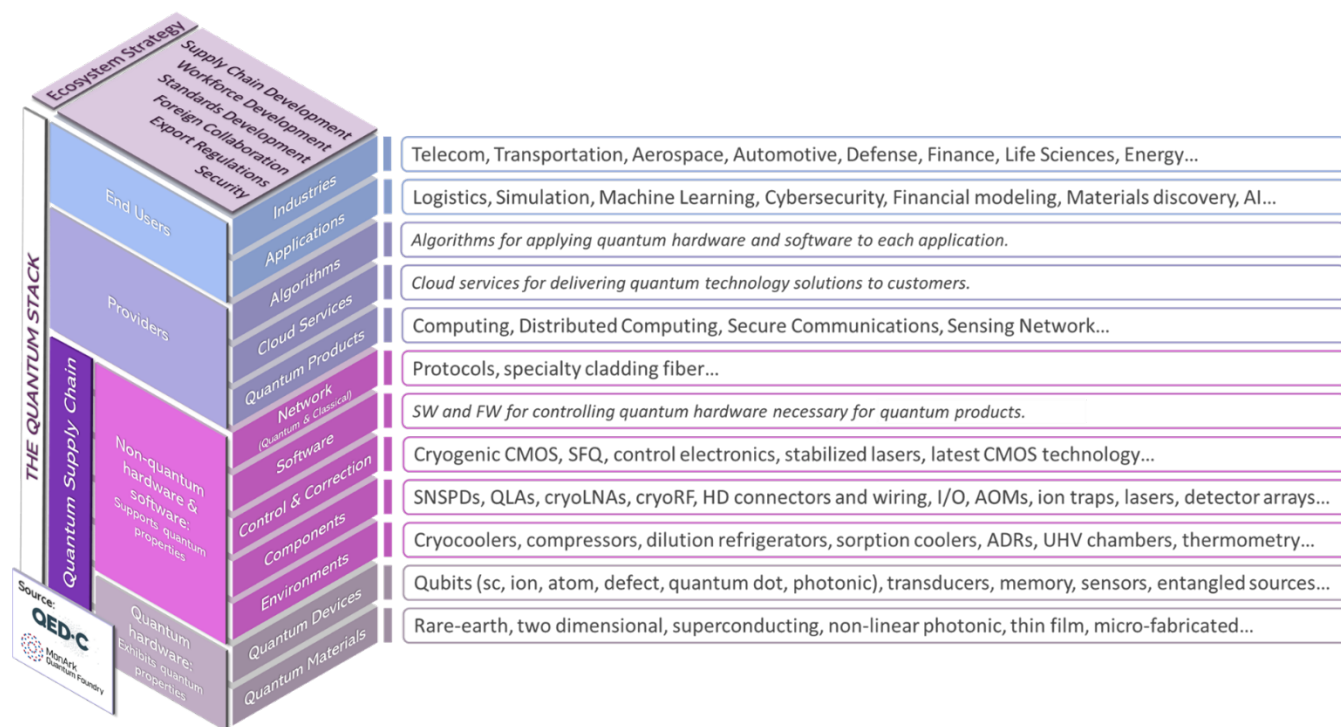 Ecosystem Strategy
Supply Chain Development
Workforce Development
Standards Development
Foreign Collaboration
Export Regulations
Security
THE QUANTUM STACK
End Users
Providers
Quantum Supply Chain
Non-quantum
hardware &
software:
Supports quantum
properties
Quantum
hardware:
Exhibits quantum
properties
Industries
Telecom, Transportation, Aerospace, Automotive, Defense, Finance, Life Sciences, Energy...
Applications
Logistics, Simulation, Machine Learning, Cybersecurity, Financial modeling, Materials discovery, AI...
Algorithms
Algorithms for applying quantum hardware and software to each application.
Cloud Services
Cloud services for delivering quantum technology solutions to customers.
Quantum Products
Computing, Distributed Computing, Secure Communications, Sensing Network...
Network
(Quantum & Classical)
Protocols, specialty cladding fiber...
Software
SW and FW for controlling quantum hardware necessary for quantum products.
Control & Correction
Cryogenic CMOS, SFQ, control electronics, stabilized lasers, latest CMOS technology...
Components
SNSPDs, QLAs, cryoLNAs, cryoRF, HD connectors and wiring, I/O, AOMs, ion traps, lasers, detector arrays...
Environments
Cryocoolers, compressors, dilution refrigerators, sorption coolers, ADRs, UHV chambers, thermometry...
Quantum Devices
Qubits (sc, ion, atom, defect, quantum dot, photonic), transducers, memory, sensors, entangled sources...
Quantum Materials
Rare-earth, two dimensional, superconducting, non-linear photonic, thin film, micro-fabricated...
Source:
QED-C
MonArk
Quantum Foundry